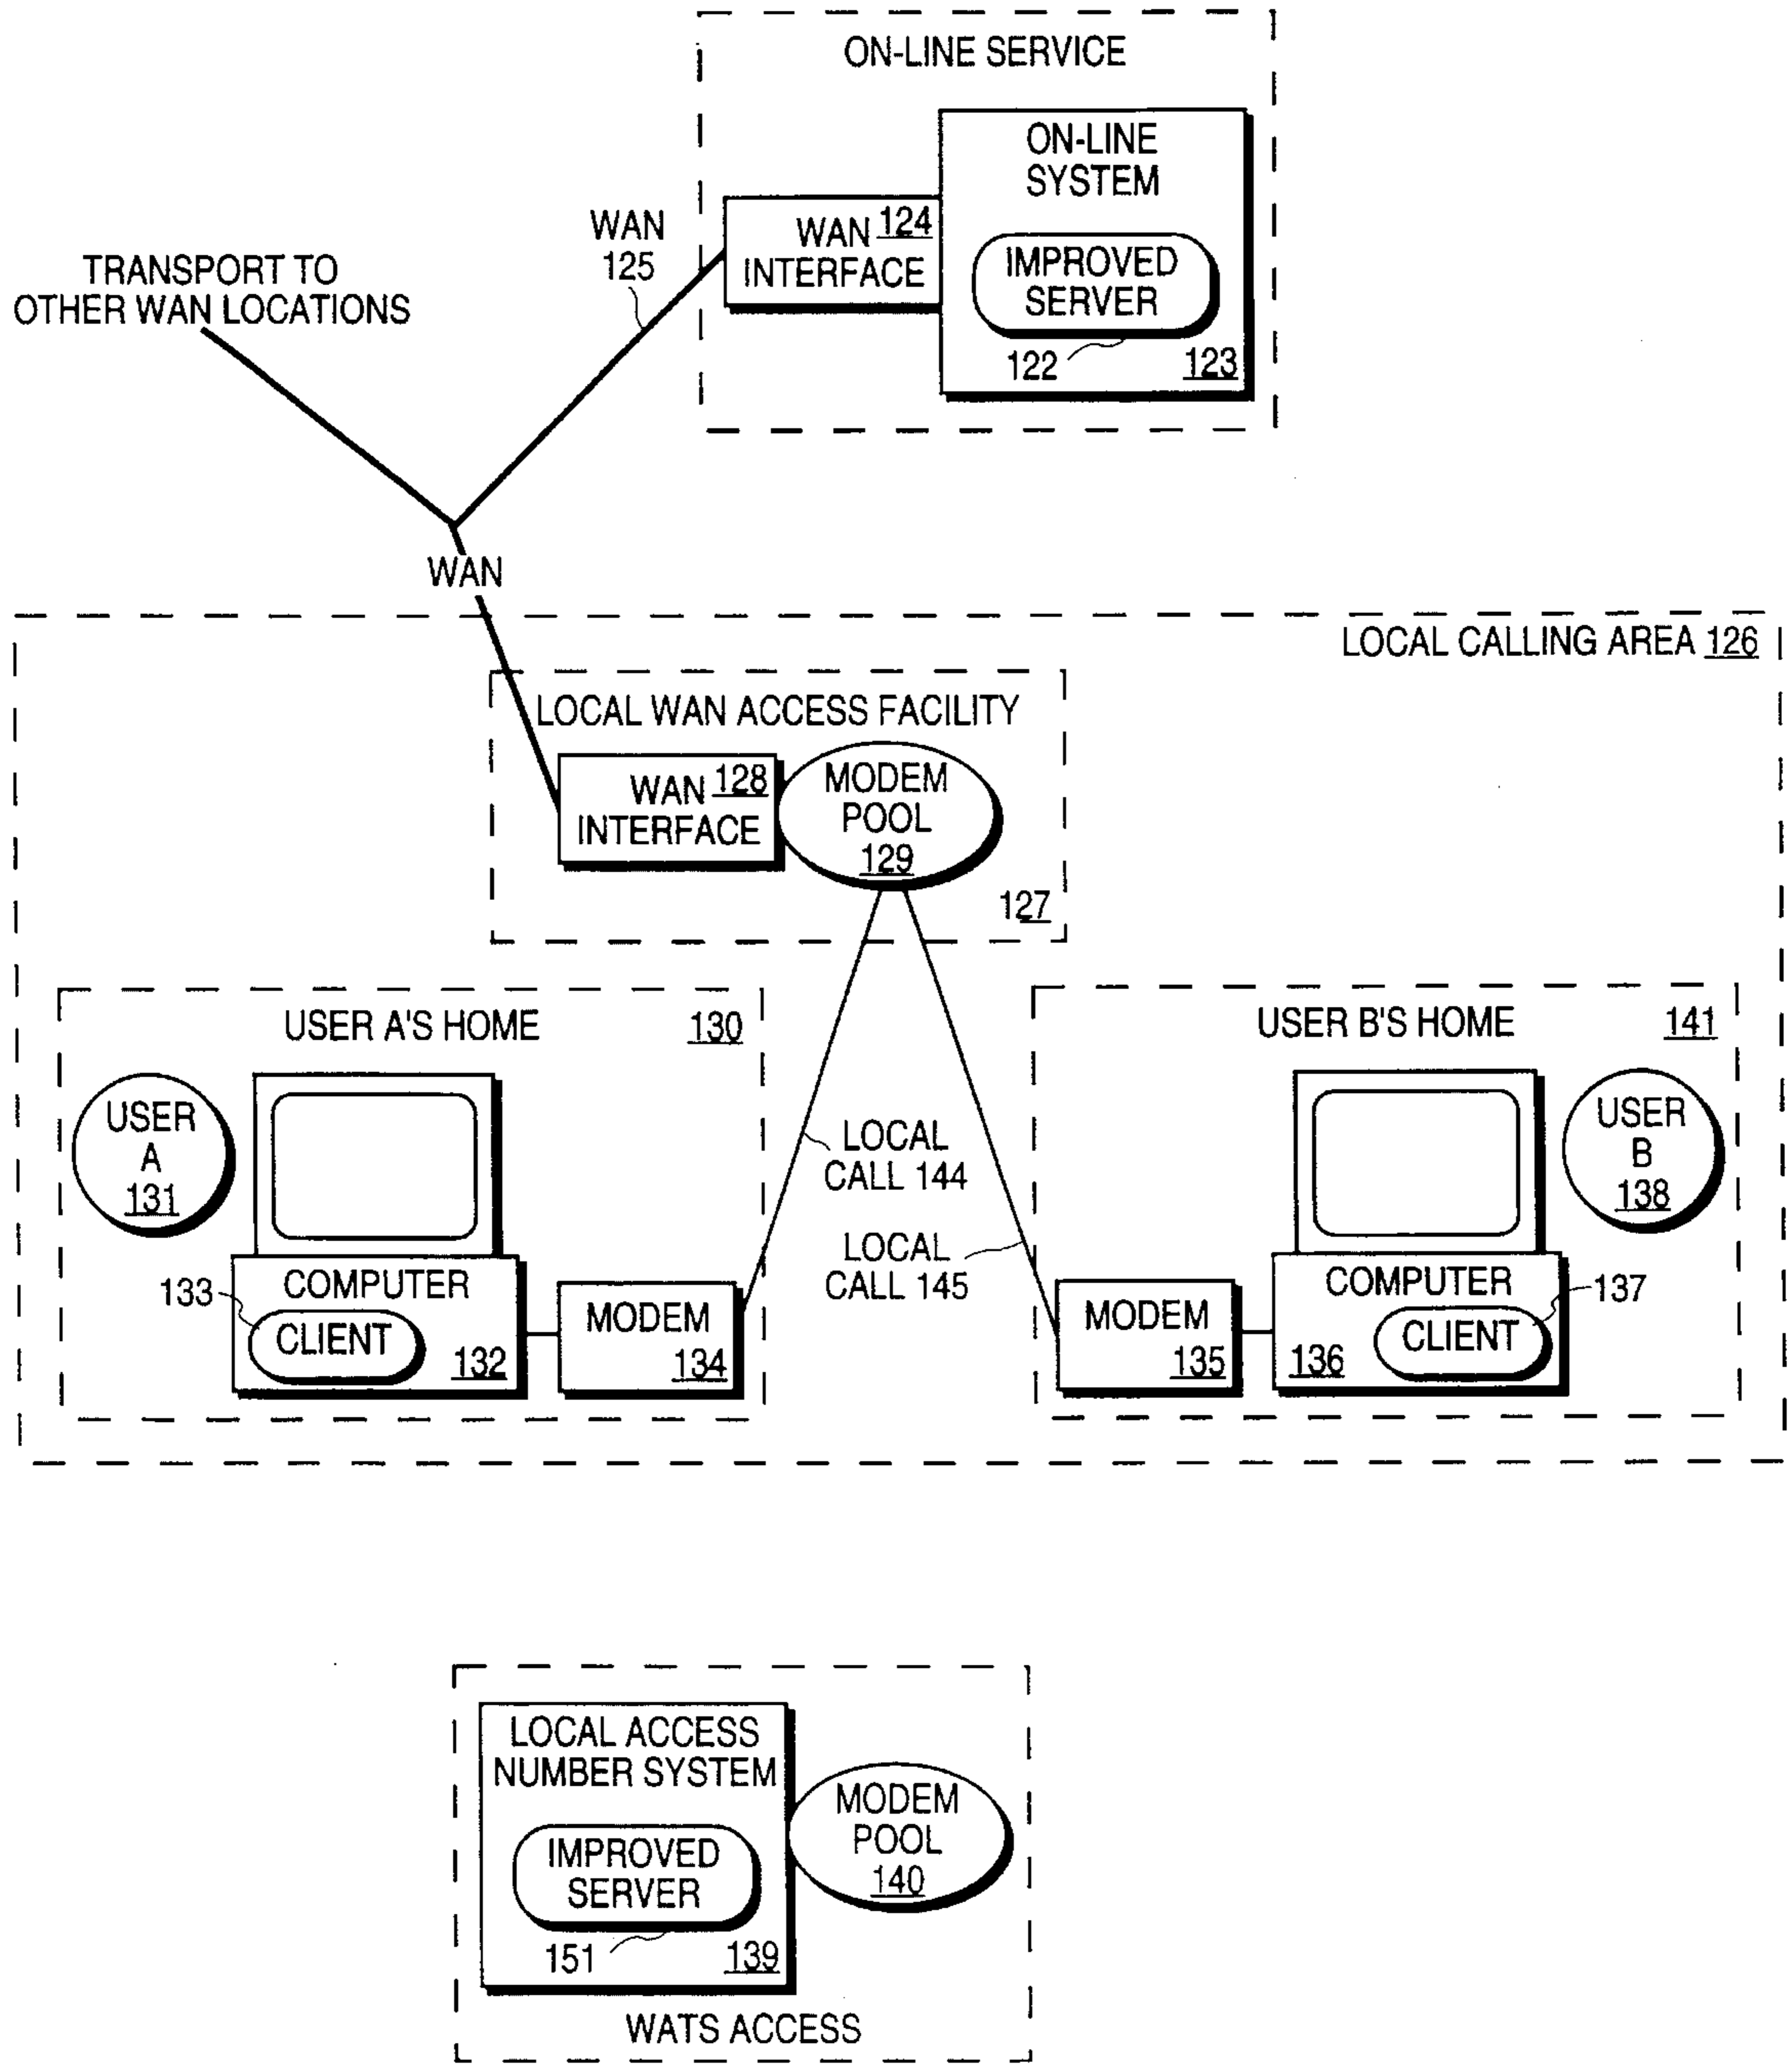 ON-LINE SERVICE
ON-LINE
SYSTEM
WAN 124
INTERFACE
IMPROVED
SERVER
122
123
WAN
125
TRANSPORT TO
OTHER WAN LOCATIONS
WAN
LOCAL CALLING AREA 126
LOCAL WAN ACCESS FACILITY
WAN 128
INTERFACE
MODEM
POOL
129
127
USER A'S HOME
130
USER
A
131
COMPUTER
133
CLIENT
132
MODEM
134
LOCAL
CALL 144
LOCAL
CALL 145
USER B'S HOME
141
USER
B
138
COMPUTER
137
CLIENT
136
MODEM
135
LOCAL ACCESS
NUMBER SYSTEM
IMPROVED
SERVER
151
139
MODEM
POOL
140
WATS ACCESS